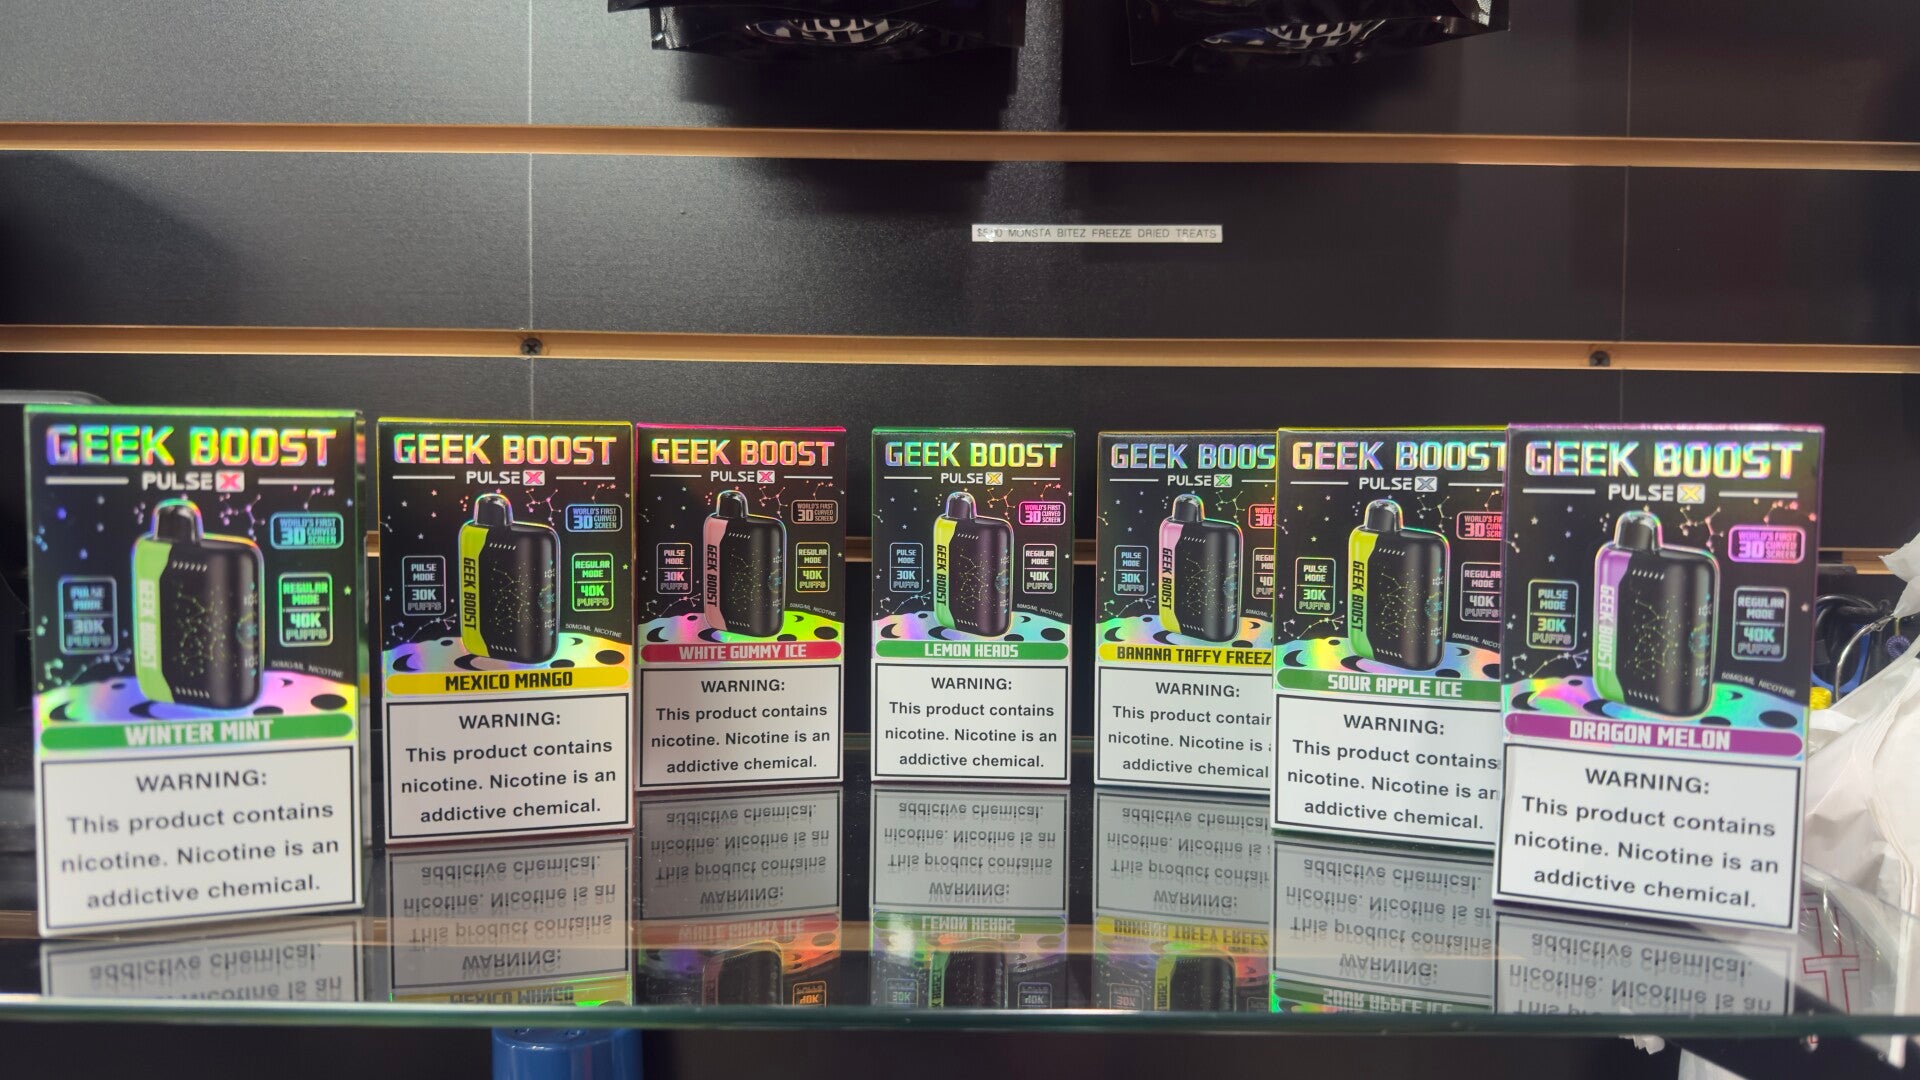 MONSTA BITEZ FREEZE DRIED TREATS
GEEK BOOST
PULSE X
WORLD'S FIRST
3D CURVED
SCREEN
PULSE
MODE
30K
PUFFS
REGULAR
MODE
40K
PUFFS
GEEK BOOST
50MG/ML NICOTINE
WINTER MINT
WARNING:
This product contains
nicotine. Nicotine is an
addictive chemical.
GEEK BOOST
PULSE X
WORLD'S FIRST
3D CURVED
SCREEN
PULSE
MODE
30K
PUFFS
REGULAR
MODE
40K
PUFFS
GEEK BOOST
50MG/ML NICOTINE
MEXICO MANGO
WARNING:
This product contains
nicotine. Nicotine is an
addictive chemical.
GEEK BOOST
PULSE X
WORLD'S FIRST
3D CURVED
SCREEN
PULSE
MODE
30K
PUFFS
REGULAR
MODE
40K
PUFFS
GEEK BOOST
50MG/ML NICOTINE
WHITE GUMMY ICE
WARNING:
This product contains
nicotine. Nicotine is an
addictive chemical.
GEEK BOOST
PULSE X
WORLD'S FIRST
3D CURVED
SCREEN
PULSE
MODE
30K
PUFFS
REGULAR
MODE
40K
PUFFS
GEEK BOOST
50MG/ML NICOTINE
LEMON HEADS
WARNING:
This product contains
nicotine. Nicotine is an
addictive chemical.
GEEK BOOS
PULSE X
3D
PULSE
MODE
30K
PUFFS
GEEK BOOST
BANANA TAFFY FREEZ
WARNING:
This product contain
nicotine. Nicotine is
addictive chemical
GEEK BOOST
PULSE X
WORLD'S
3D
PULSE
MODE
30K
PUFFS
REGULAR
MODE
40K
PUFFS
GEEK BOOST
50MG/ML NICOTINE
SOUR APPLE ICE
WARNING:
This product contains
nicotine. Nicotine is an
addictive chemical.
GEEK BOOST
PULSE X
WORLD'S FIRST
3D CURVED
SCREEN
PULSE
MODE
30K
PUFFS
REGULAR
MODE
40K
PUFFS
GEEK BOOST
50MG/ML NICOTINE
DRAGON MELON
WARNING:
This product contains
nicotine. Nicotine is an
addictive chemical.